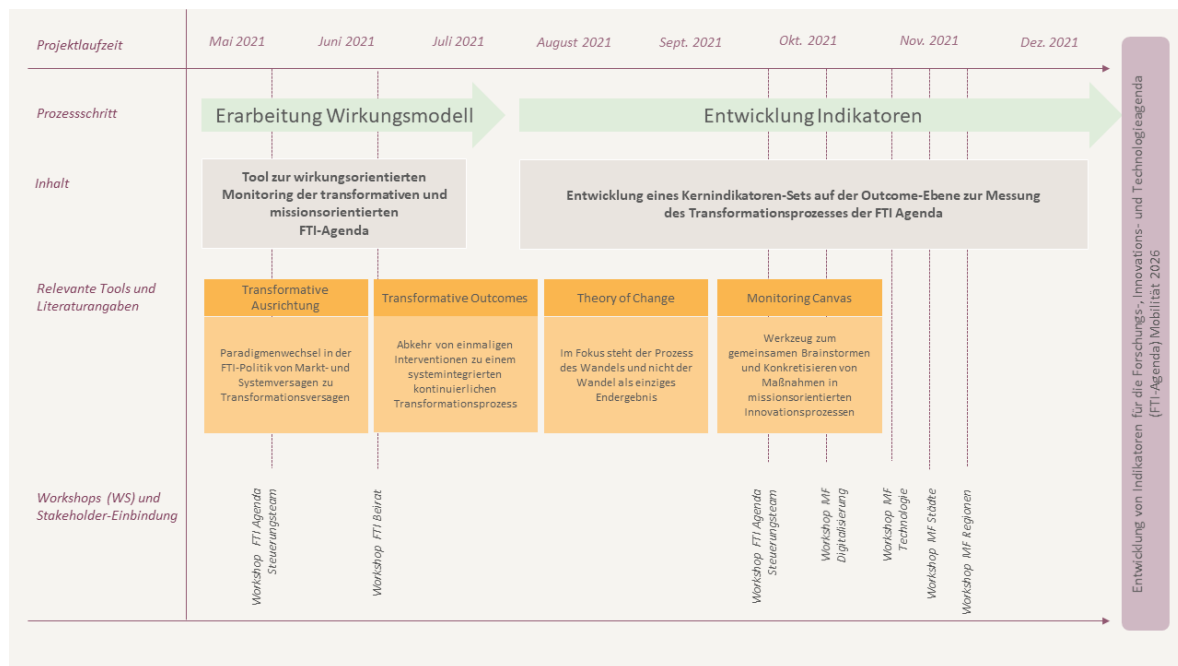 Projektlaufzeit
Mai 2021
Juni 2021
Juli 2021
August 2021
Sept. 2021
Okt. 2021
Nov. 2021
Dez. 2021
Prozessschritt
Erarbeitung Wirkungsmodell
Entwicklung Indikatoren
Inhalt
Tool zur wirkungsorientierten
Monitoring der transformativen und
missionsorientierten
FTI-Agenda
Entwicklung eines Kernindikatoren-Sets auf der Outcome-Ebene zur Messung
des Transformationsprozesses der FTI Agenda
Relevante Tools und
Literaturangaben
Transformative
Ausrichtung
Paradigmenwechsel in der
FTI-Politik von Markt- und
Systemversagen zu
Transformationsversagen
Transformative Outcomes
Abkehr von einmaligen
Interventionen zu einem
systemintegrierten
kontinuierlichen
Transformationsprozess
Theory of Change
Im Fokus steht der Prozess
des Wandels und nicht der
Wandel als einziges
Endergebnis
Monitoring Canvas
Werkzeug zum
gemeinsamen Brainstormen
und Konkretisieren von
Maßnahmen in
missionsorientierten
Innovationsprozessen
Workshops (WS) und
Stakeholder-Einbindung
Workshop FTI Agenda
Steuerungsteam
Workshop FTI Beirat
Workshop FTI Agenda
Steuerungsteam
Workshop MF
Digitalisierung
Workshop MF
Technologie
Workshop MF Städte
Workshop MF Regionen
Entwicklung von Indikatoren für die Forschungs-, Innovations- und Technologieagenda
(FTI-Agenda) Mobilität 2026